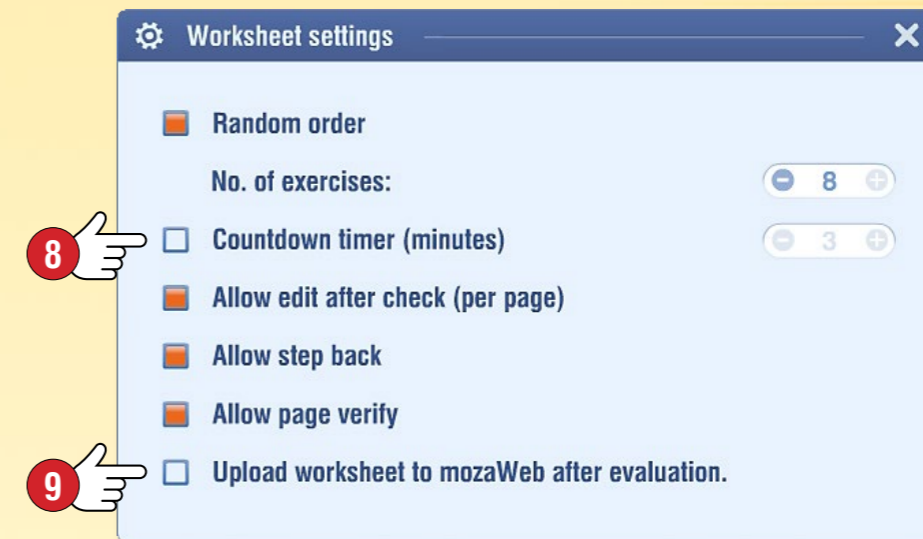 Worksheet settings
Random order
No. of exercises: 8
8 Countdown timer (minutes) 3
Allow edit after check (per page)
Allow step back
Allow page verify
9 Upload worksheet to mozaWeb after evaluation.